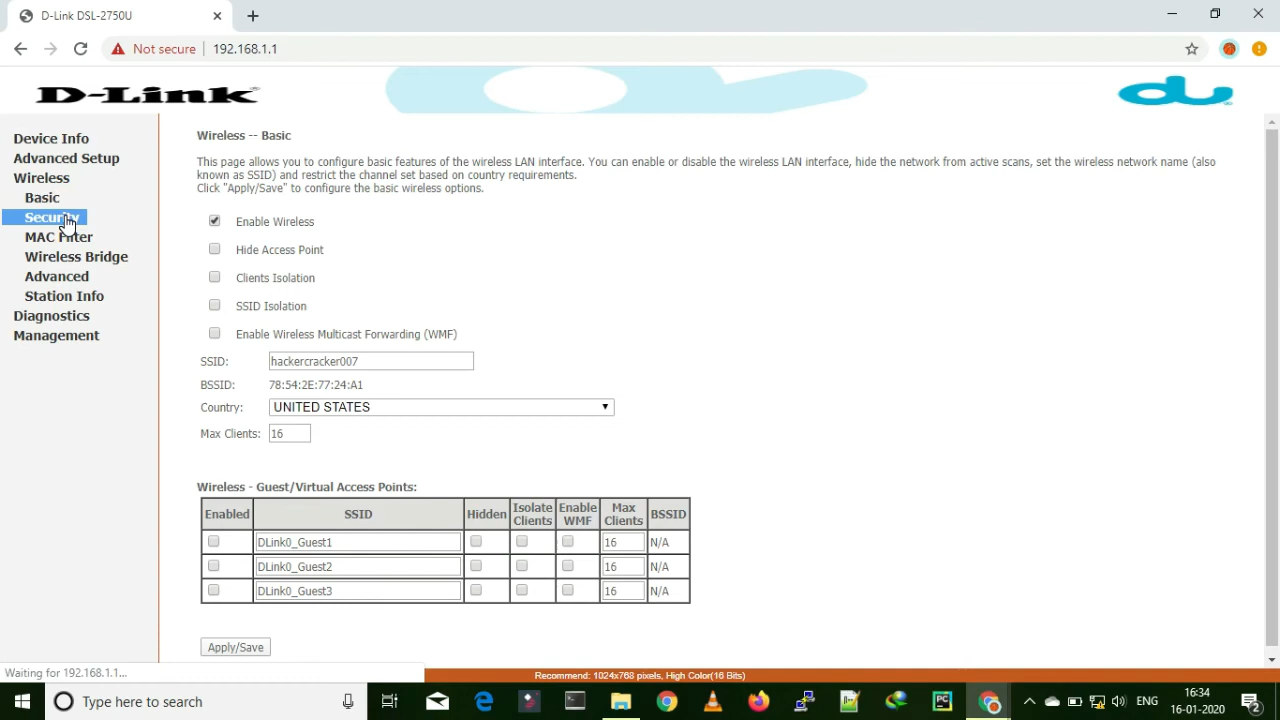 D-Link DSL-2750U
Not secure
192.168.1.1
D-Link
du
Device Info
Advanced Setup
Wireless
Basic
Security
MAC Filter
Wireless Bridge
Advanced
Station Info
Diagnostics
Management
Wireless -- Basic
This page allows you to configure basic features of the wireless LAN interface. You can enable or disable the wireless LAN interface, hide the network from active scans, set the wireless network name (also
known as SSID) and restrict the channel set based on country requirements.
Click "Apply/Save" to configure the basic wireless options.
Enable Wireless
Hide Access Point
Clients Isolation
SSID Isolation
Enable Wireless Multicast Forwarding (WMF)
SSID: hackercracker007
BSSID: 78:54:2E:77:24:A1
Country: UNITED STATES
Max Clients: 16
Wireless - Guest/Virtual Access Points:
Enabled SSID Hidden Isolate Clients Enable WMF Max Clients BSSID
DLink0_Guest1 16 N/A
DLink0_Guest2 16 N/A
DLink0_Guest3 16 N/A
Apply/Save
Waiting for 192.168.1.1...
Recommend: 1024x768 pixels, High Color(16 Bits)
Type here to search
PC
ENG
16:34
16-01-2020
2